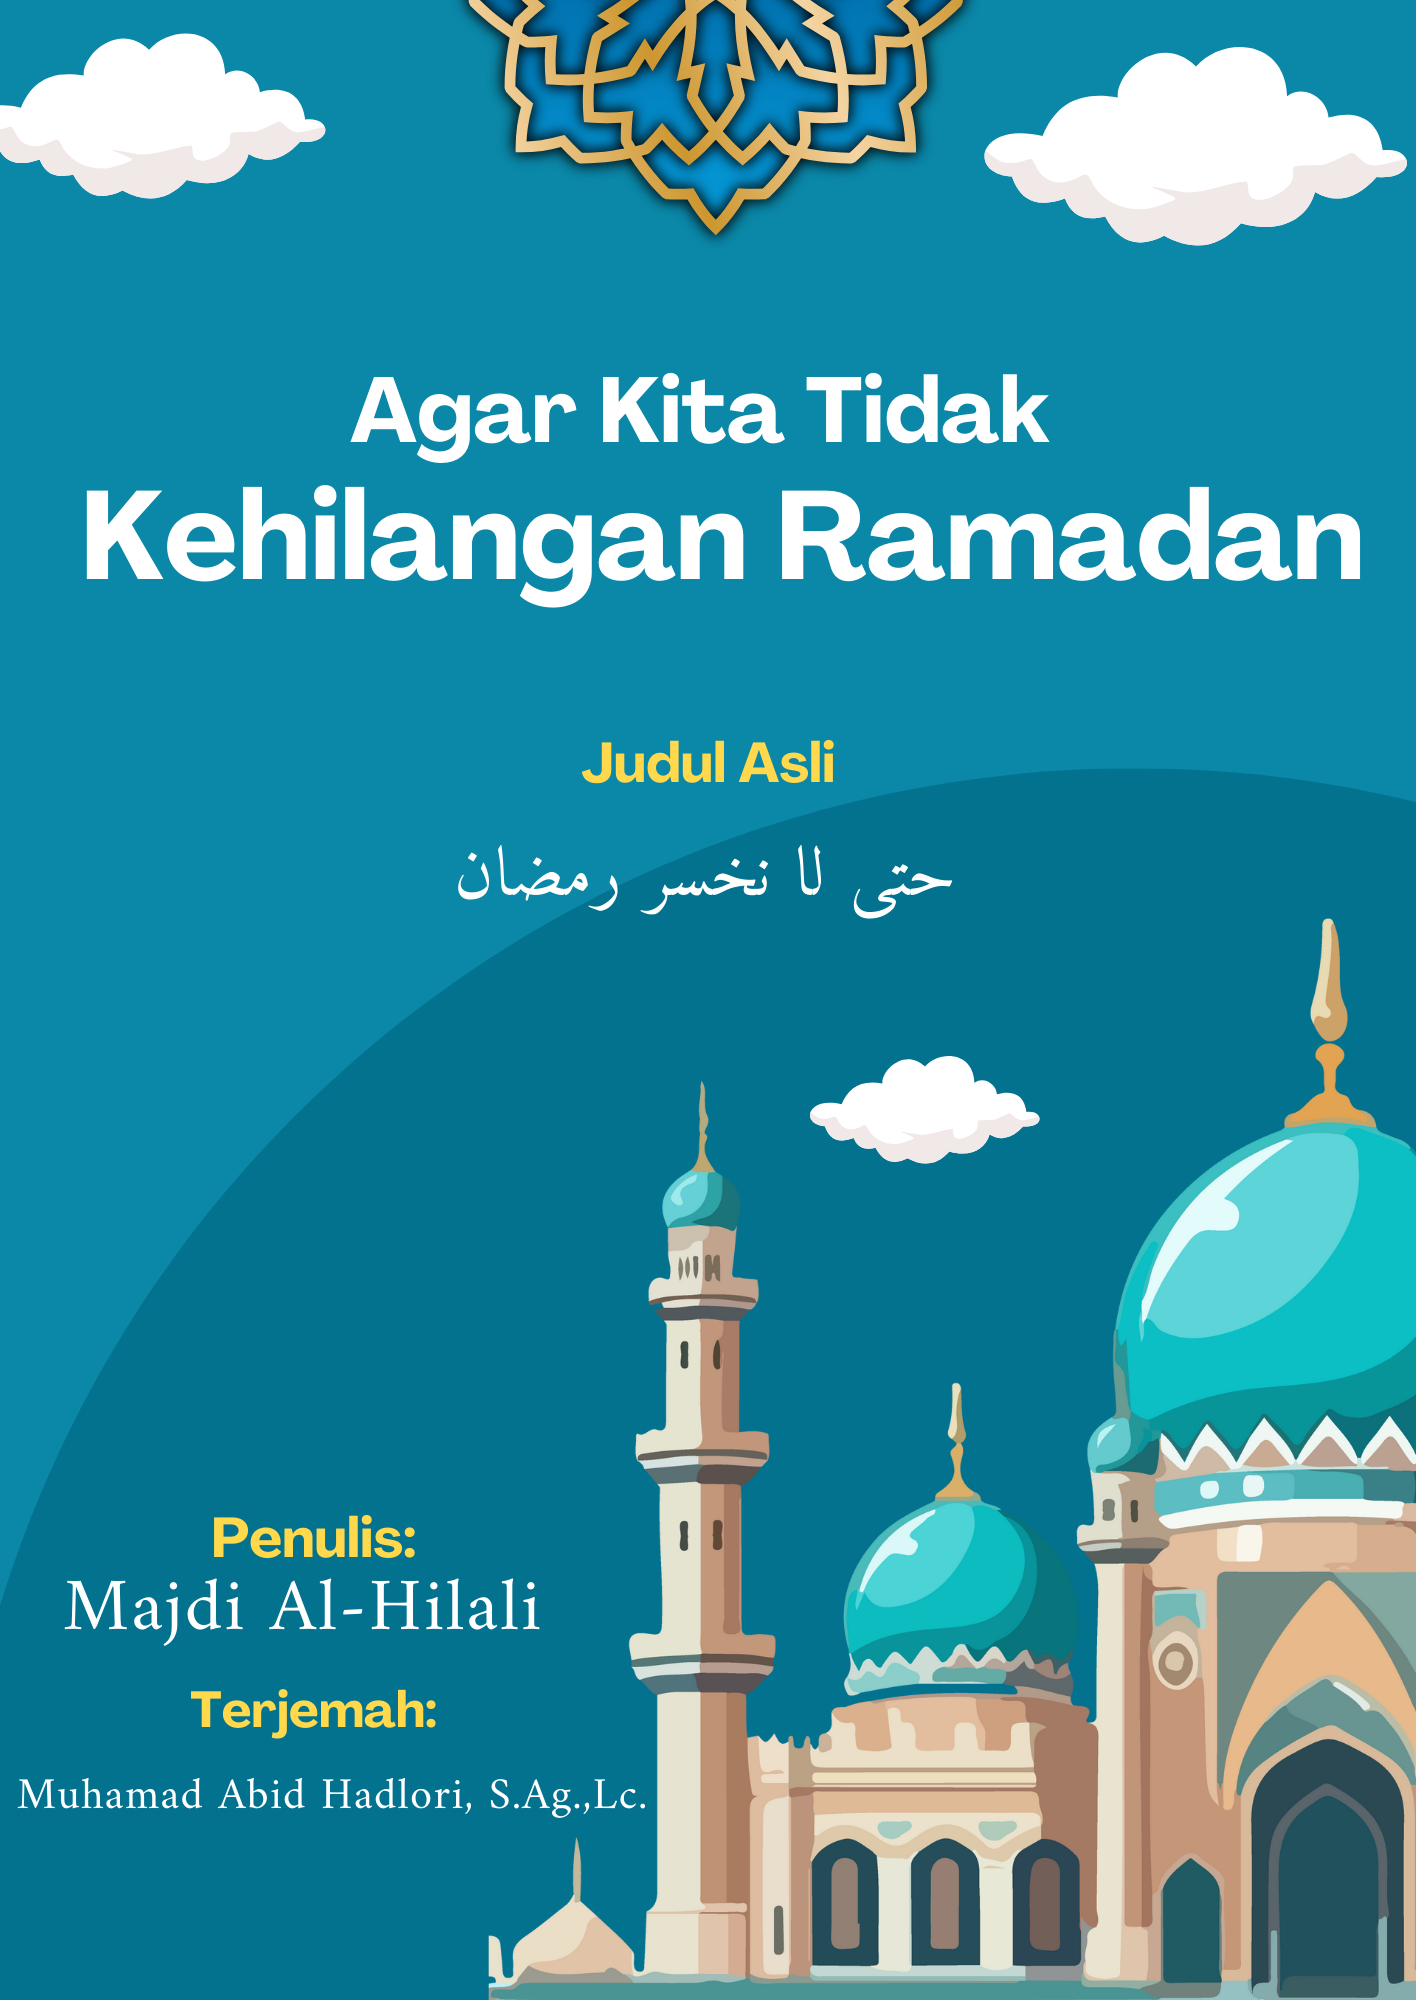 Agar Kita Tidak
Kehilangan Ramadan
Judul Asli
حتى لا نخسر رمضان
Penulis:
Majdi Al-Hilali
Terjemah:
Muhamad Abid Hadlori, S.Ag.,Lc.